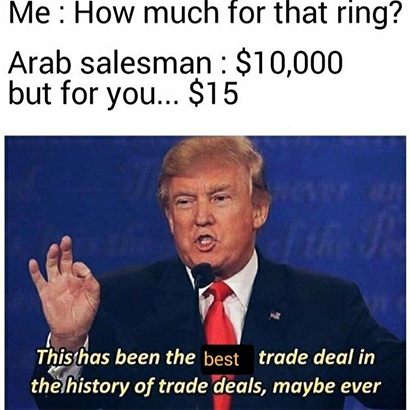 Me : How much for that ring?
Arab salesman : $10,000
but for you... $15
This has been the best trade deal in
the history of trade deals, maybe ever